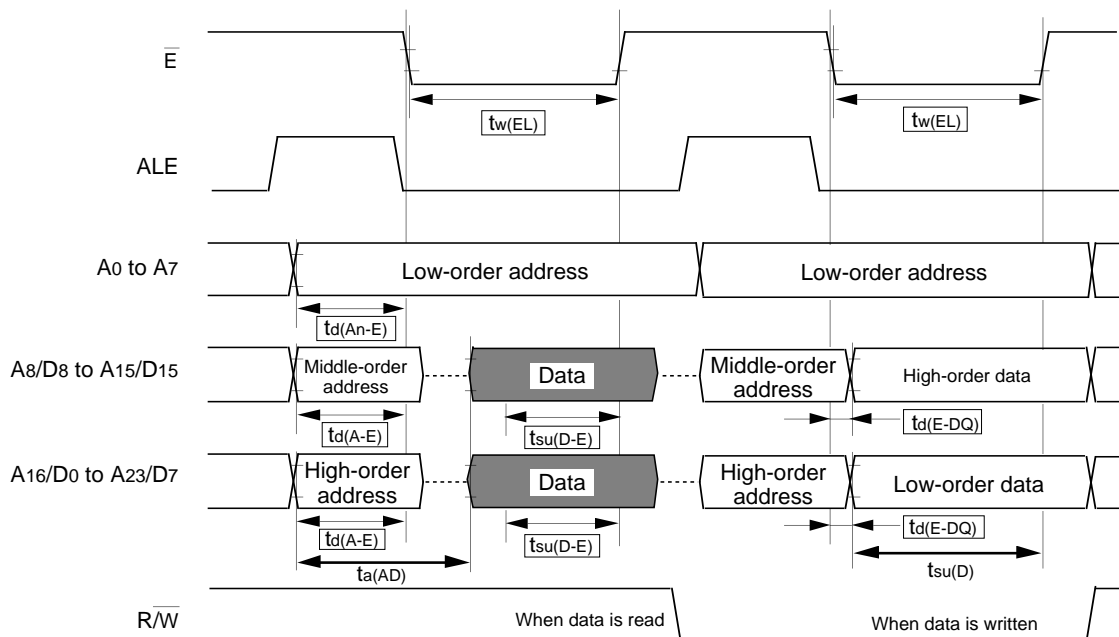 E
tw(EL) tw(EL)
ALE
A0 to A7 Low-order address Low-order address
td(An-E)
A8/D8 to A15/D15 Middle-order address Data Middle-order address High-order data
td(A-E) tsu(D-E) td(E-DQ)
A16/D0 to A23/D7 High-order address Data High-order address Low-order data
td(A-E) tsu(D-E) td(E-DQ)
ta(AD) tsu(D)
R/W When data is read When data is written